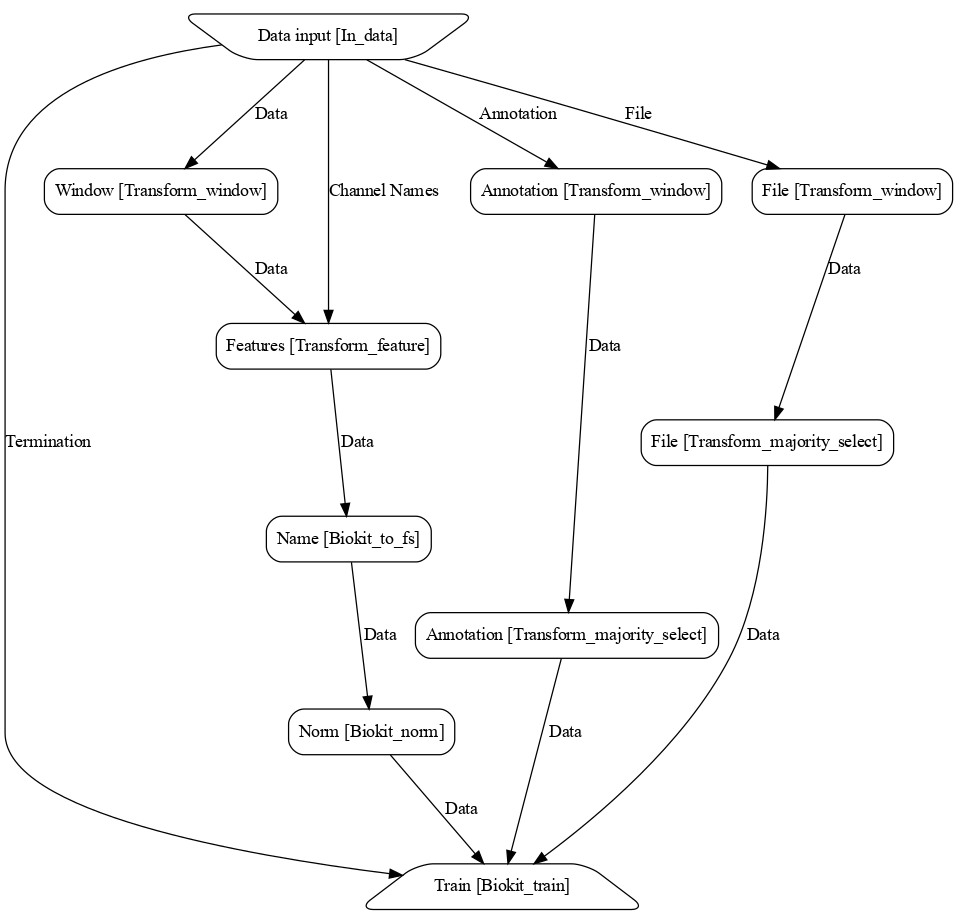 Data input [In_data]
Data
Annotation
File
Window [Transform_window]
Channel Names
Annotation [Transform_window]
File [Transform_window]
Data
Data
Features [Transform_feature]
Data
Termination
Data
File [Transform_majority_select]
Name [Biokit_to_fs]
Data
Annotation [Transform_majority_select]
Data
Norm [Biokit_norm]
Data
Data
Train [Biokit_train]